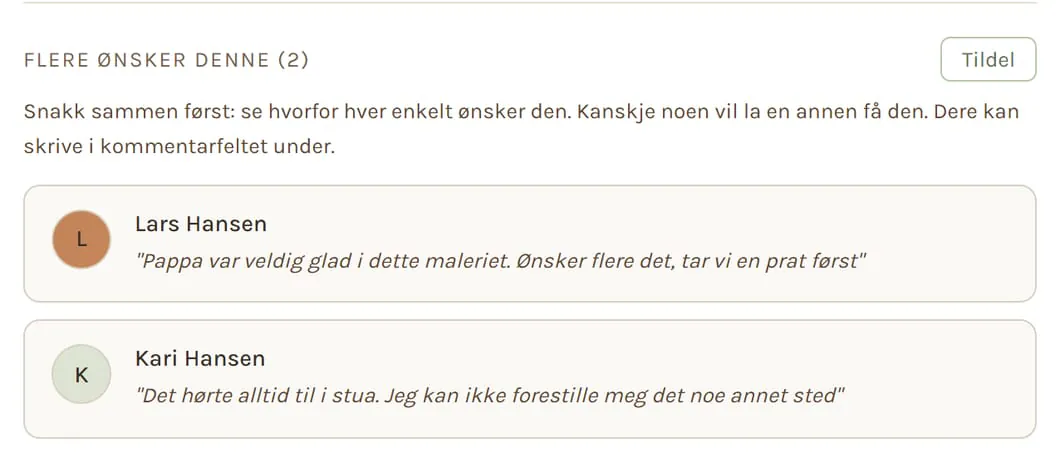 FLERE ØNSKER DENNE (2)
Tildel
Snakk sammen først: se hvorfor hver enkelt ønsker den. Kanskje noen vil la en annen få den. Dere kan
skrive i kommentarfeltet under.
L
Lars Hansen
"Pappa var veldig glad i dette maleriet. Ønsker flere det, tar vi en prat først"
K
Kari Hansen
"Det hørte alltid til i stua. Jeg kan ikke forestille meg det noe annet sted"